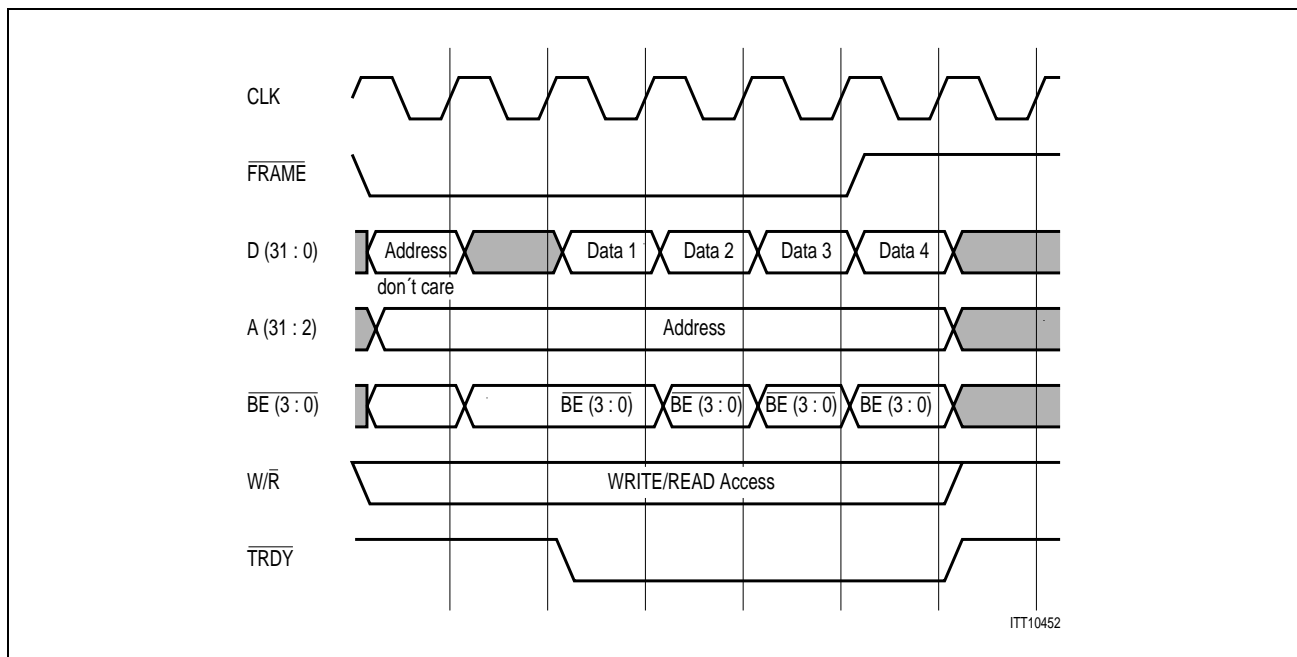 CLK
FRAME
D (31 : 0) Address Data 1 Data 2 Data 3 Data 4
don´t care
A (31 : 2) Address
BE (3 : 0) BE (3 : 0) BE (3 : 0) BE (3 : 0) BE (3 : 0)
W/R̅ WRITE/READ Access
TRDY
ITT10452